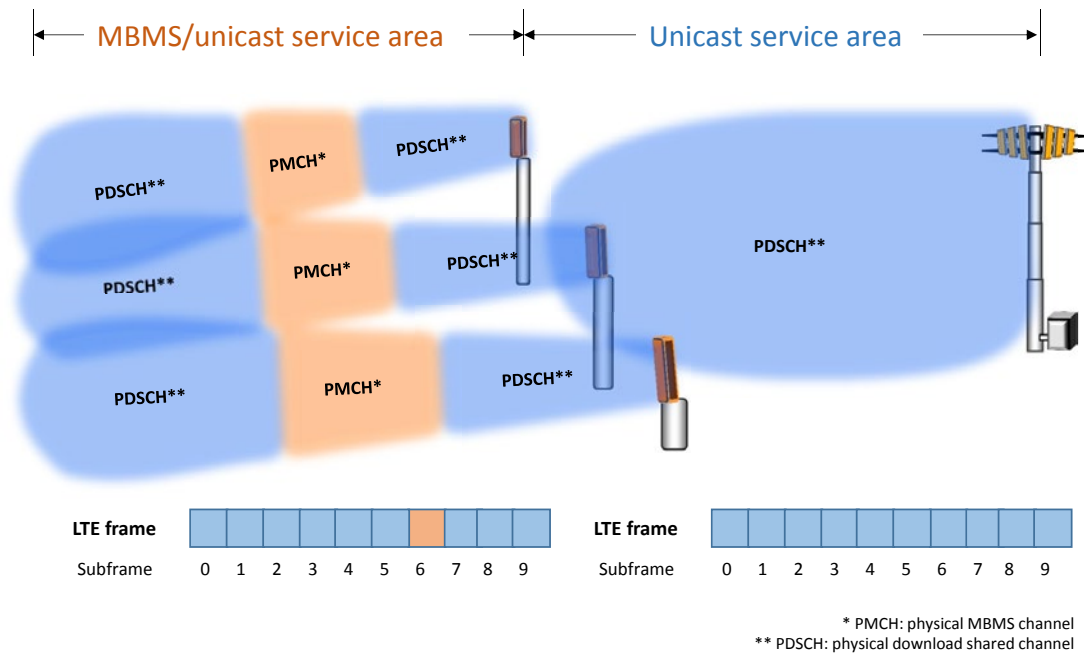 MBMS/unicast service area
Unicast service area
PMCH*
PDSCH**
PDSCH**
PDSCH**
PMCH*
PDSCH**
PDSCH**
PDSCH**
PDSCH**
PMCH*
PDSCH**
LTE frame
LTE frame
Subframe 0 1 2 3 4 5 6 7 8 9
Subframe 0 1 2 3 4 5 6 7 8 9
* PMCH: physical MBMS channel
** PDSCH: physical download shared channel